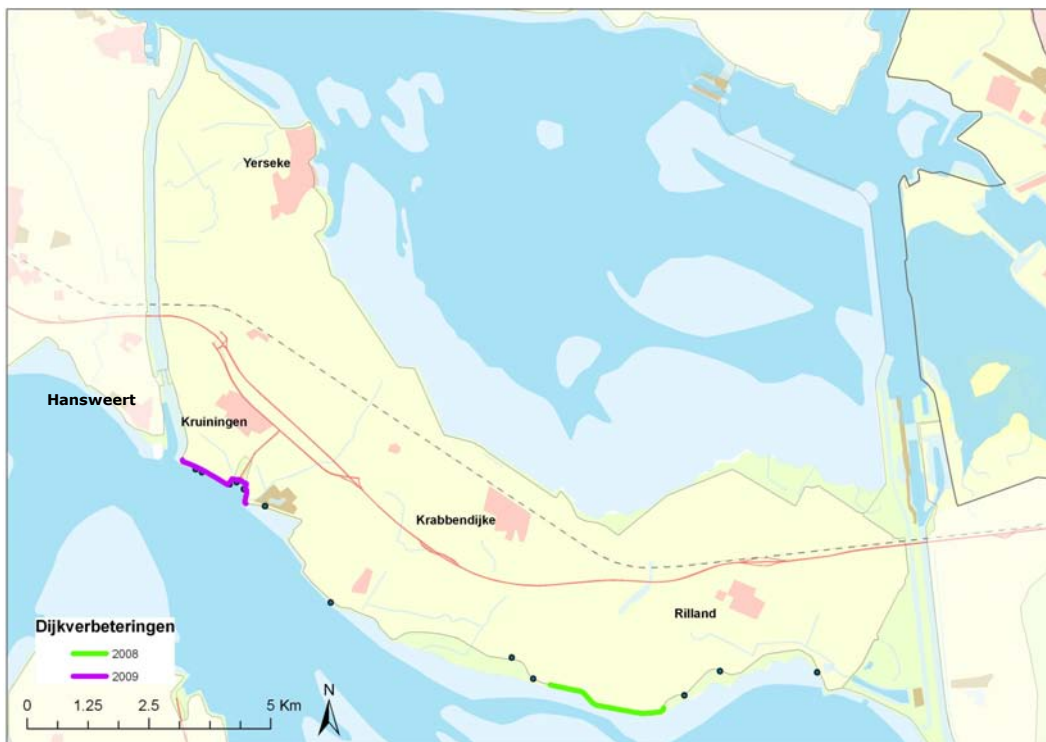 Yerseke
Hansweert
Kruiningen
Krabbendijke
Rilland
Dijkverbeteringen
2008
2009
0 1.25 2.5 5 Km
N